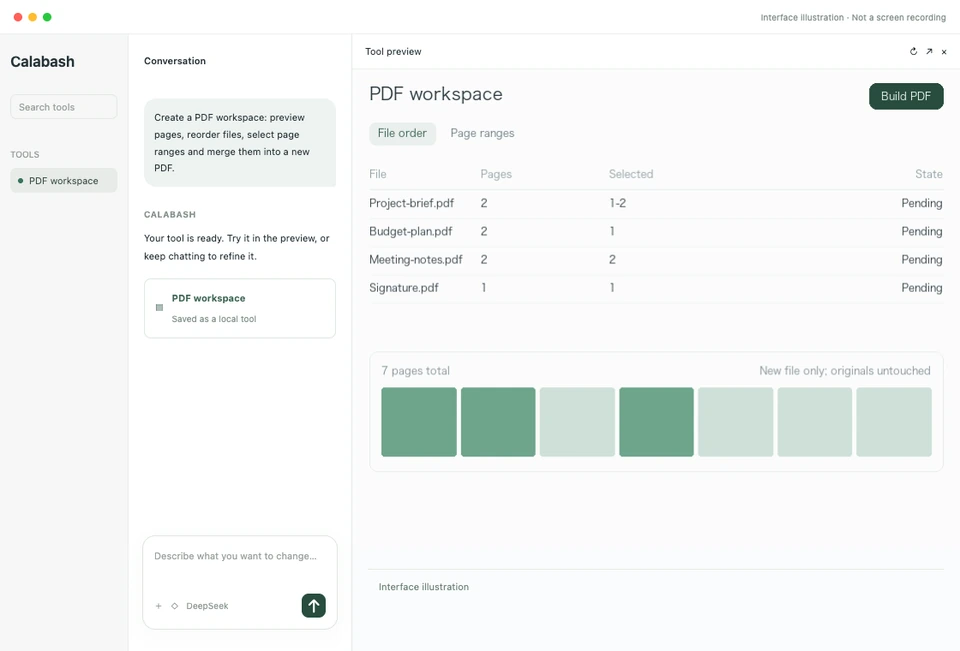 Interface illustration · Not a screen recording
Calabash
Search tools
TOOLS
PDF workspace
Conversation
Create a PDF workspace: preview
pages, reorder files, select page
ranges and merge them into a new
PDF.
CALABASH
Your tool is ready. Try it in the preview, or
keep chatting to refine it.
PDF workspace
Saved as a local tool
Describe what you want to change...
DeepSeek
Tool preview
PDF workspace
Build PDF
File order Page ranges
File Pages Selected State
Project-brief.pdf 2 1-2 Pending
Budget-plan.pdf 2 1 Pending
Meeting-notes.pdf 2 2 Pending
Signature.pdf 1 1 Pending
7 pages total New file only; originals untouched
Interface illustration